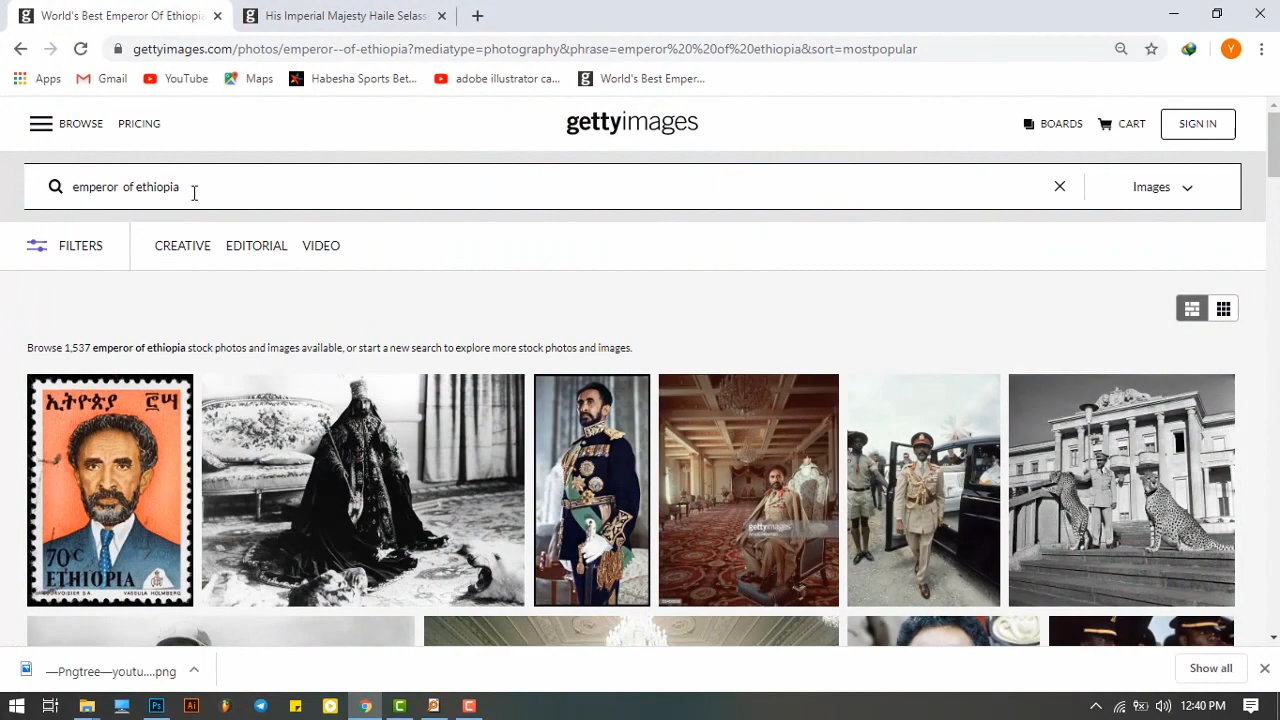 World's Best Emperor Of Ethiopia
His Imperial Majesty Haile Selass
gettyimages.com/photos/emperor--of-ethiopia?mediatype=photography&phrase=emperor%20%20of%20ethiopia&sort=mostpopular
Y
Apps
Gmail
YouTube
Maps
Habesha Sports Bet...
adobe illustrator ca...
World's Best Emper...
BROWSE
PRICING
gettyimages
BOARDS
CART
SIGN IN
emperor of ethiopia
Images
FILTERS
CREATIVE
EDITORIAL
VIDEO
Browse 1,537 emperor of ethiopia stock photos and images available, or start a new search to explore more stock photos and images.
ኢትዮጵያ
70C
ETHIOPIA
COURVOISIER S.A.
gettyimages
—Pngtree—youtu....png
Show all
12:40 PM